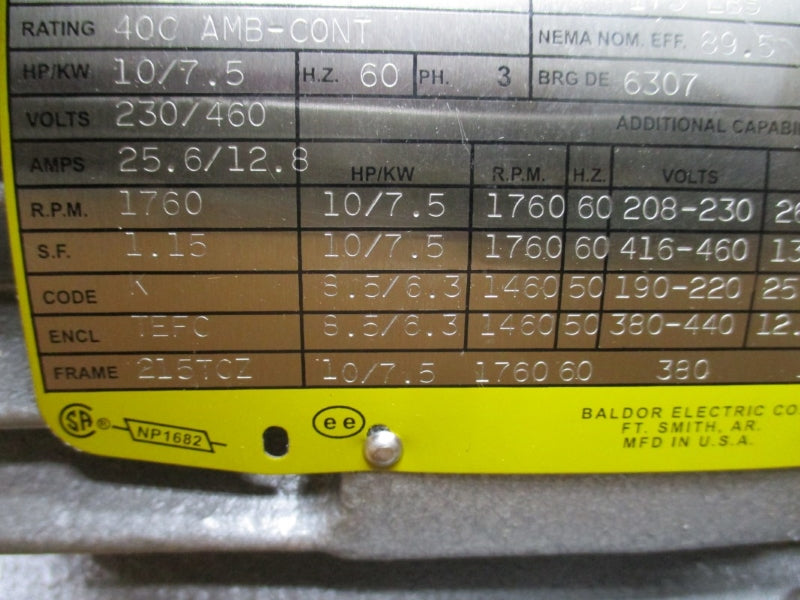 175 LBS
RATING 40C AMB-CONT NEMA NOM. EFF. 89.5
HP/KW 10/7.5 H.Z. 60 PH. 3 BRG DE 6307
VOLTS 230/460 ADDITIONAL
AMPS 25.6/12.8 HP/KW R.P.M. H.Z. VOLTS
R.P.M. 1760 10/7.5 1760 60 208-230
S.F. 1.15 10/7.5 1760 60 416-460
CODE K 8.5/6.3 1460 50 190-220
ENCL TEFC 8.5/6.3 1460 50 380-440
FRAME 215TCZ 10/7.5 1760 60 380
SA ® NP1682 ee
BALDOR ELECTRIC CO.
FT. SMITH, AR.
MFD IN U.S.A.